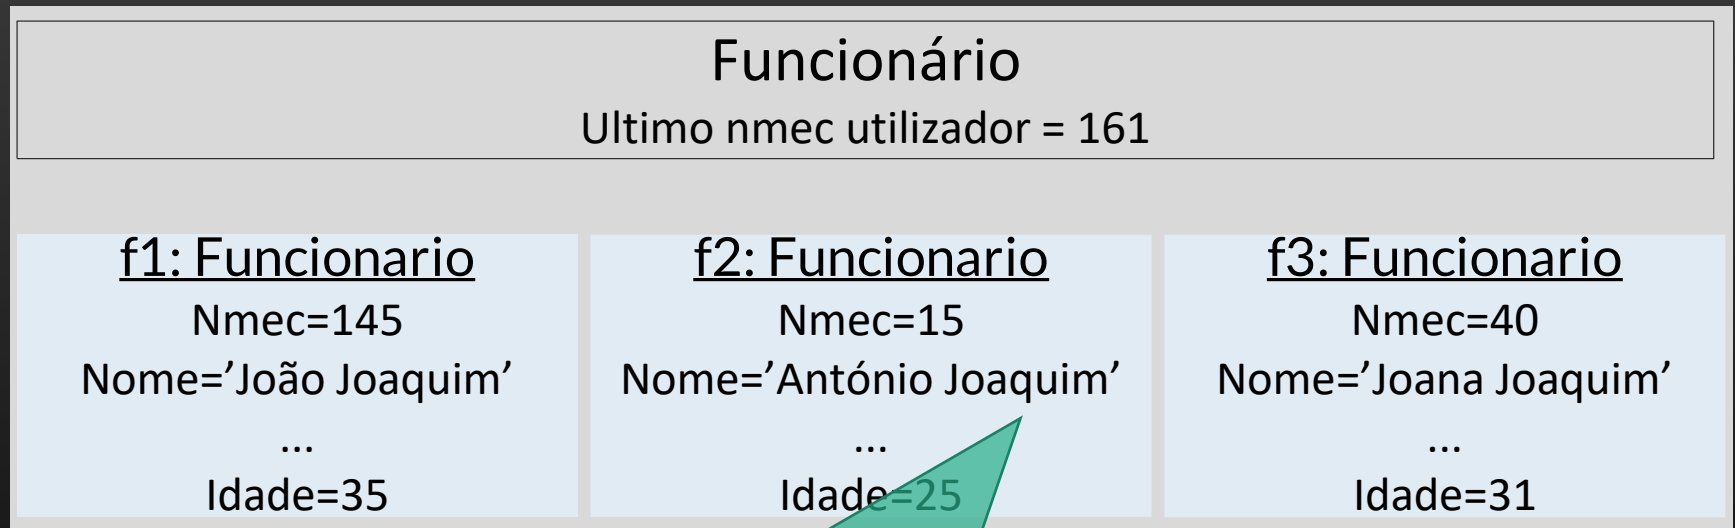 Funcionário
Ultimo nmec utilizador = 161
f1: Funcionario
Nmec=145
Nome=’João Joaquim’
...
Idade=35
f2: Funcionario
Nmec=15
Nome=’António Joaquim’
...
Idade=25
f3: Funcionario
Nmec=40
Nome=’Joana Joaquim’
...
Idade=31